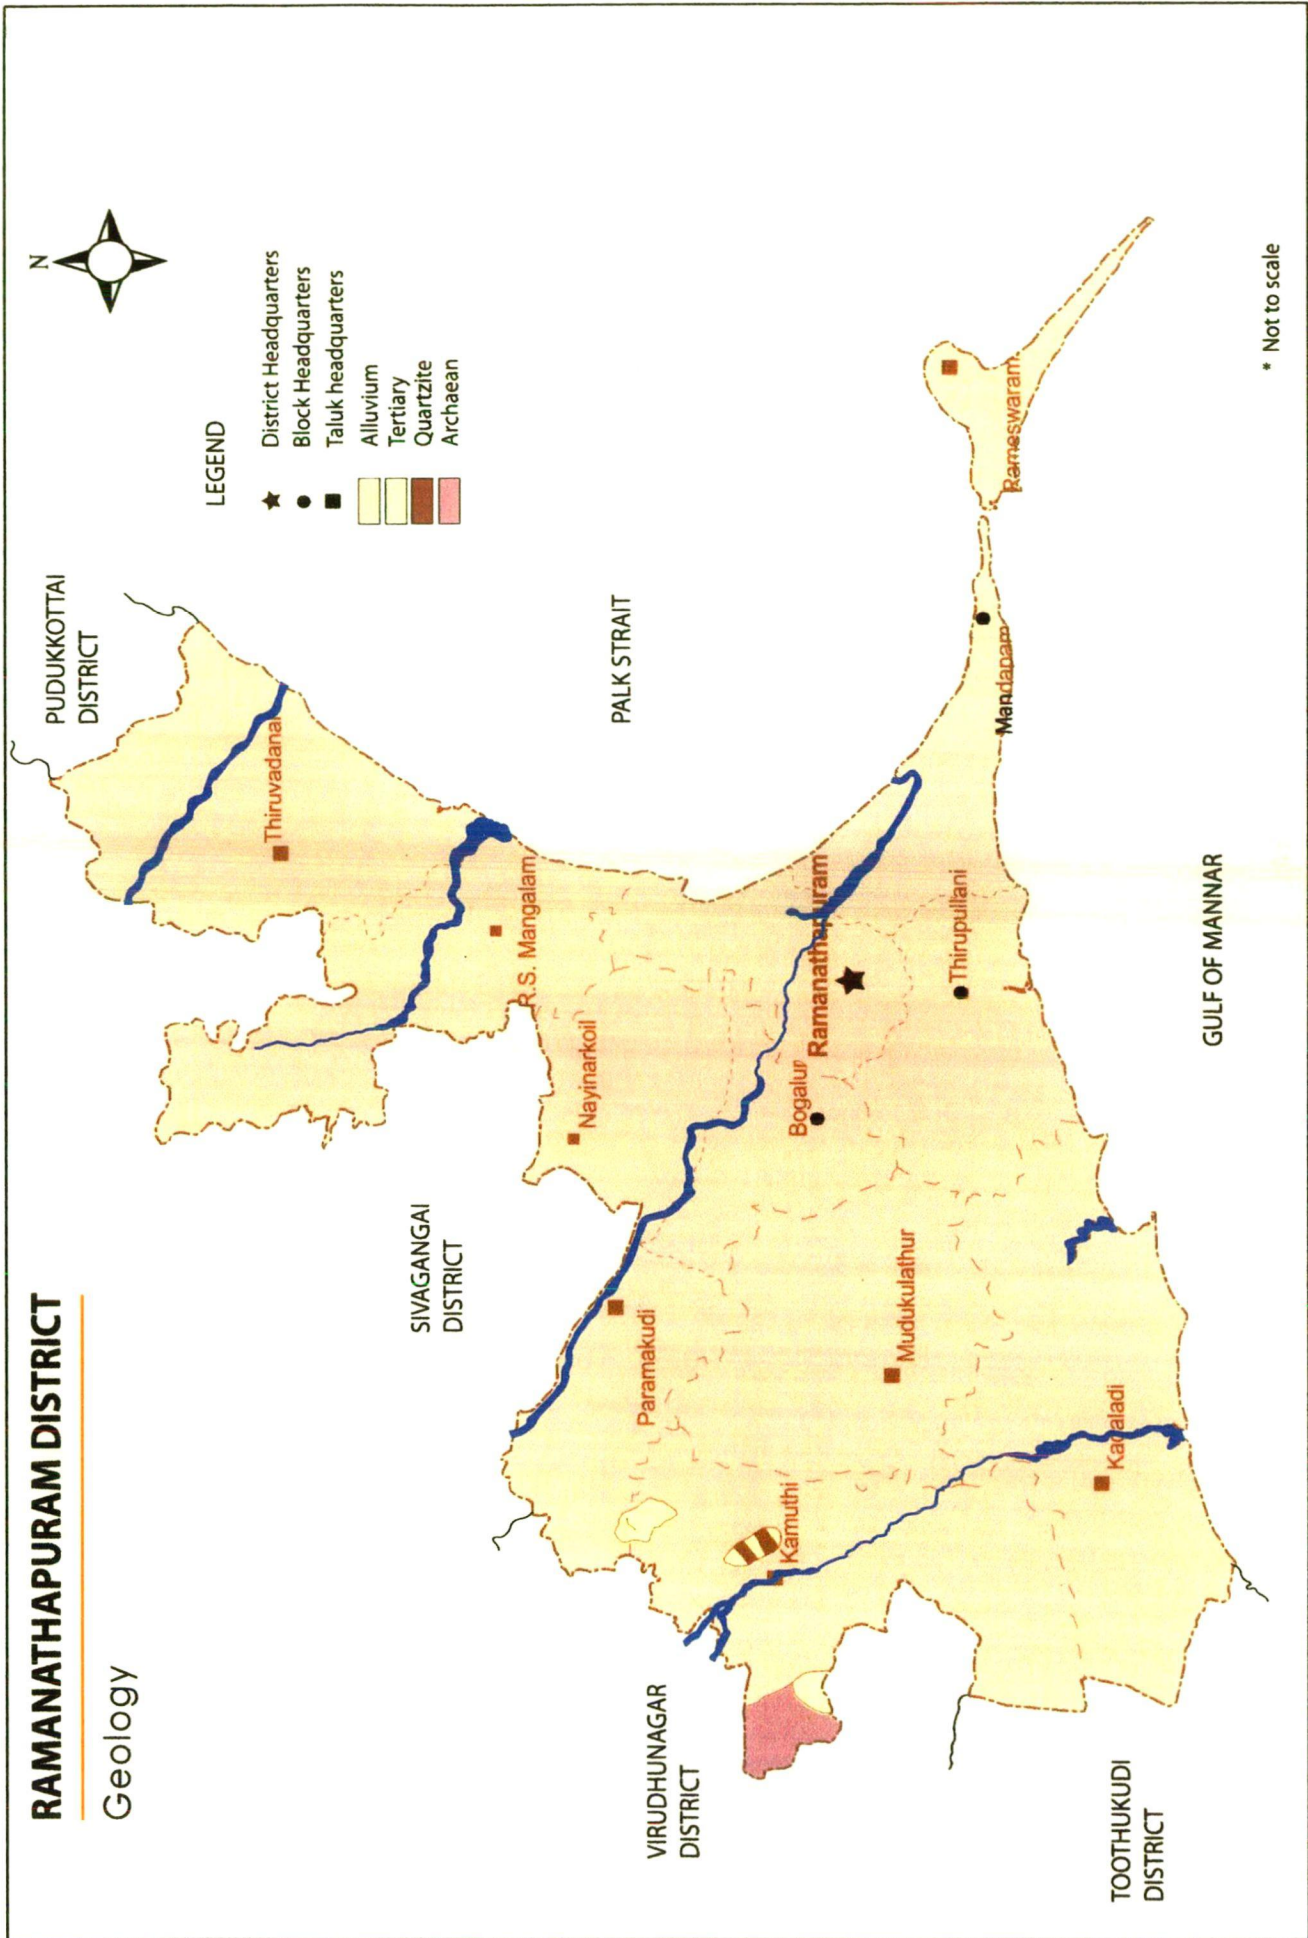 RAMANATHAPURAM DISTRICT
Geology
N
LEGEND
District Headquarters
Block Headquarters
Taluk headquarters
Alluvium
Tertiary
Quartzite
Archaean
PUDUKKOTTAI
DISTRICT
Thiruvadanai
SIVAGANGAI
DISTRICT
R.S. Mangalam
Nayinarkoil
PALK STRAIT
Paramakudi
VIRUDHUNAGAR
DISTRICT
Kamuthi
Bogalur
Ramanathapuram
Mudukulathur
Thirupullani
Mandapam
Rameswaram
Kadaladi
TOOTHUKUDI
DISTRICT
GULF OF MANNAR
* Not to scale